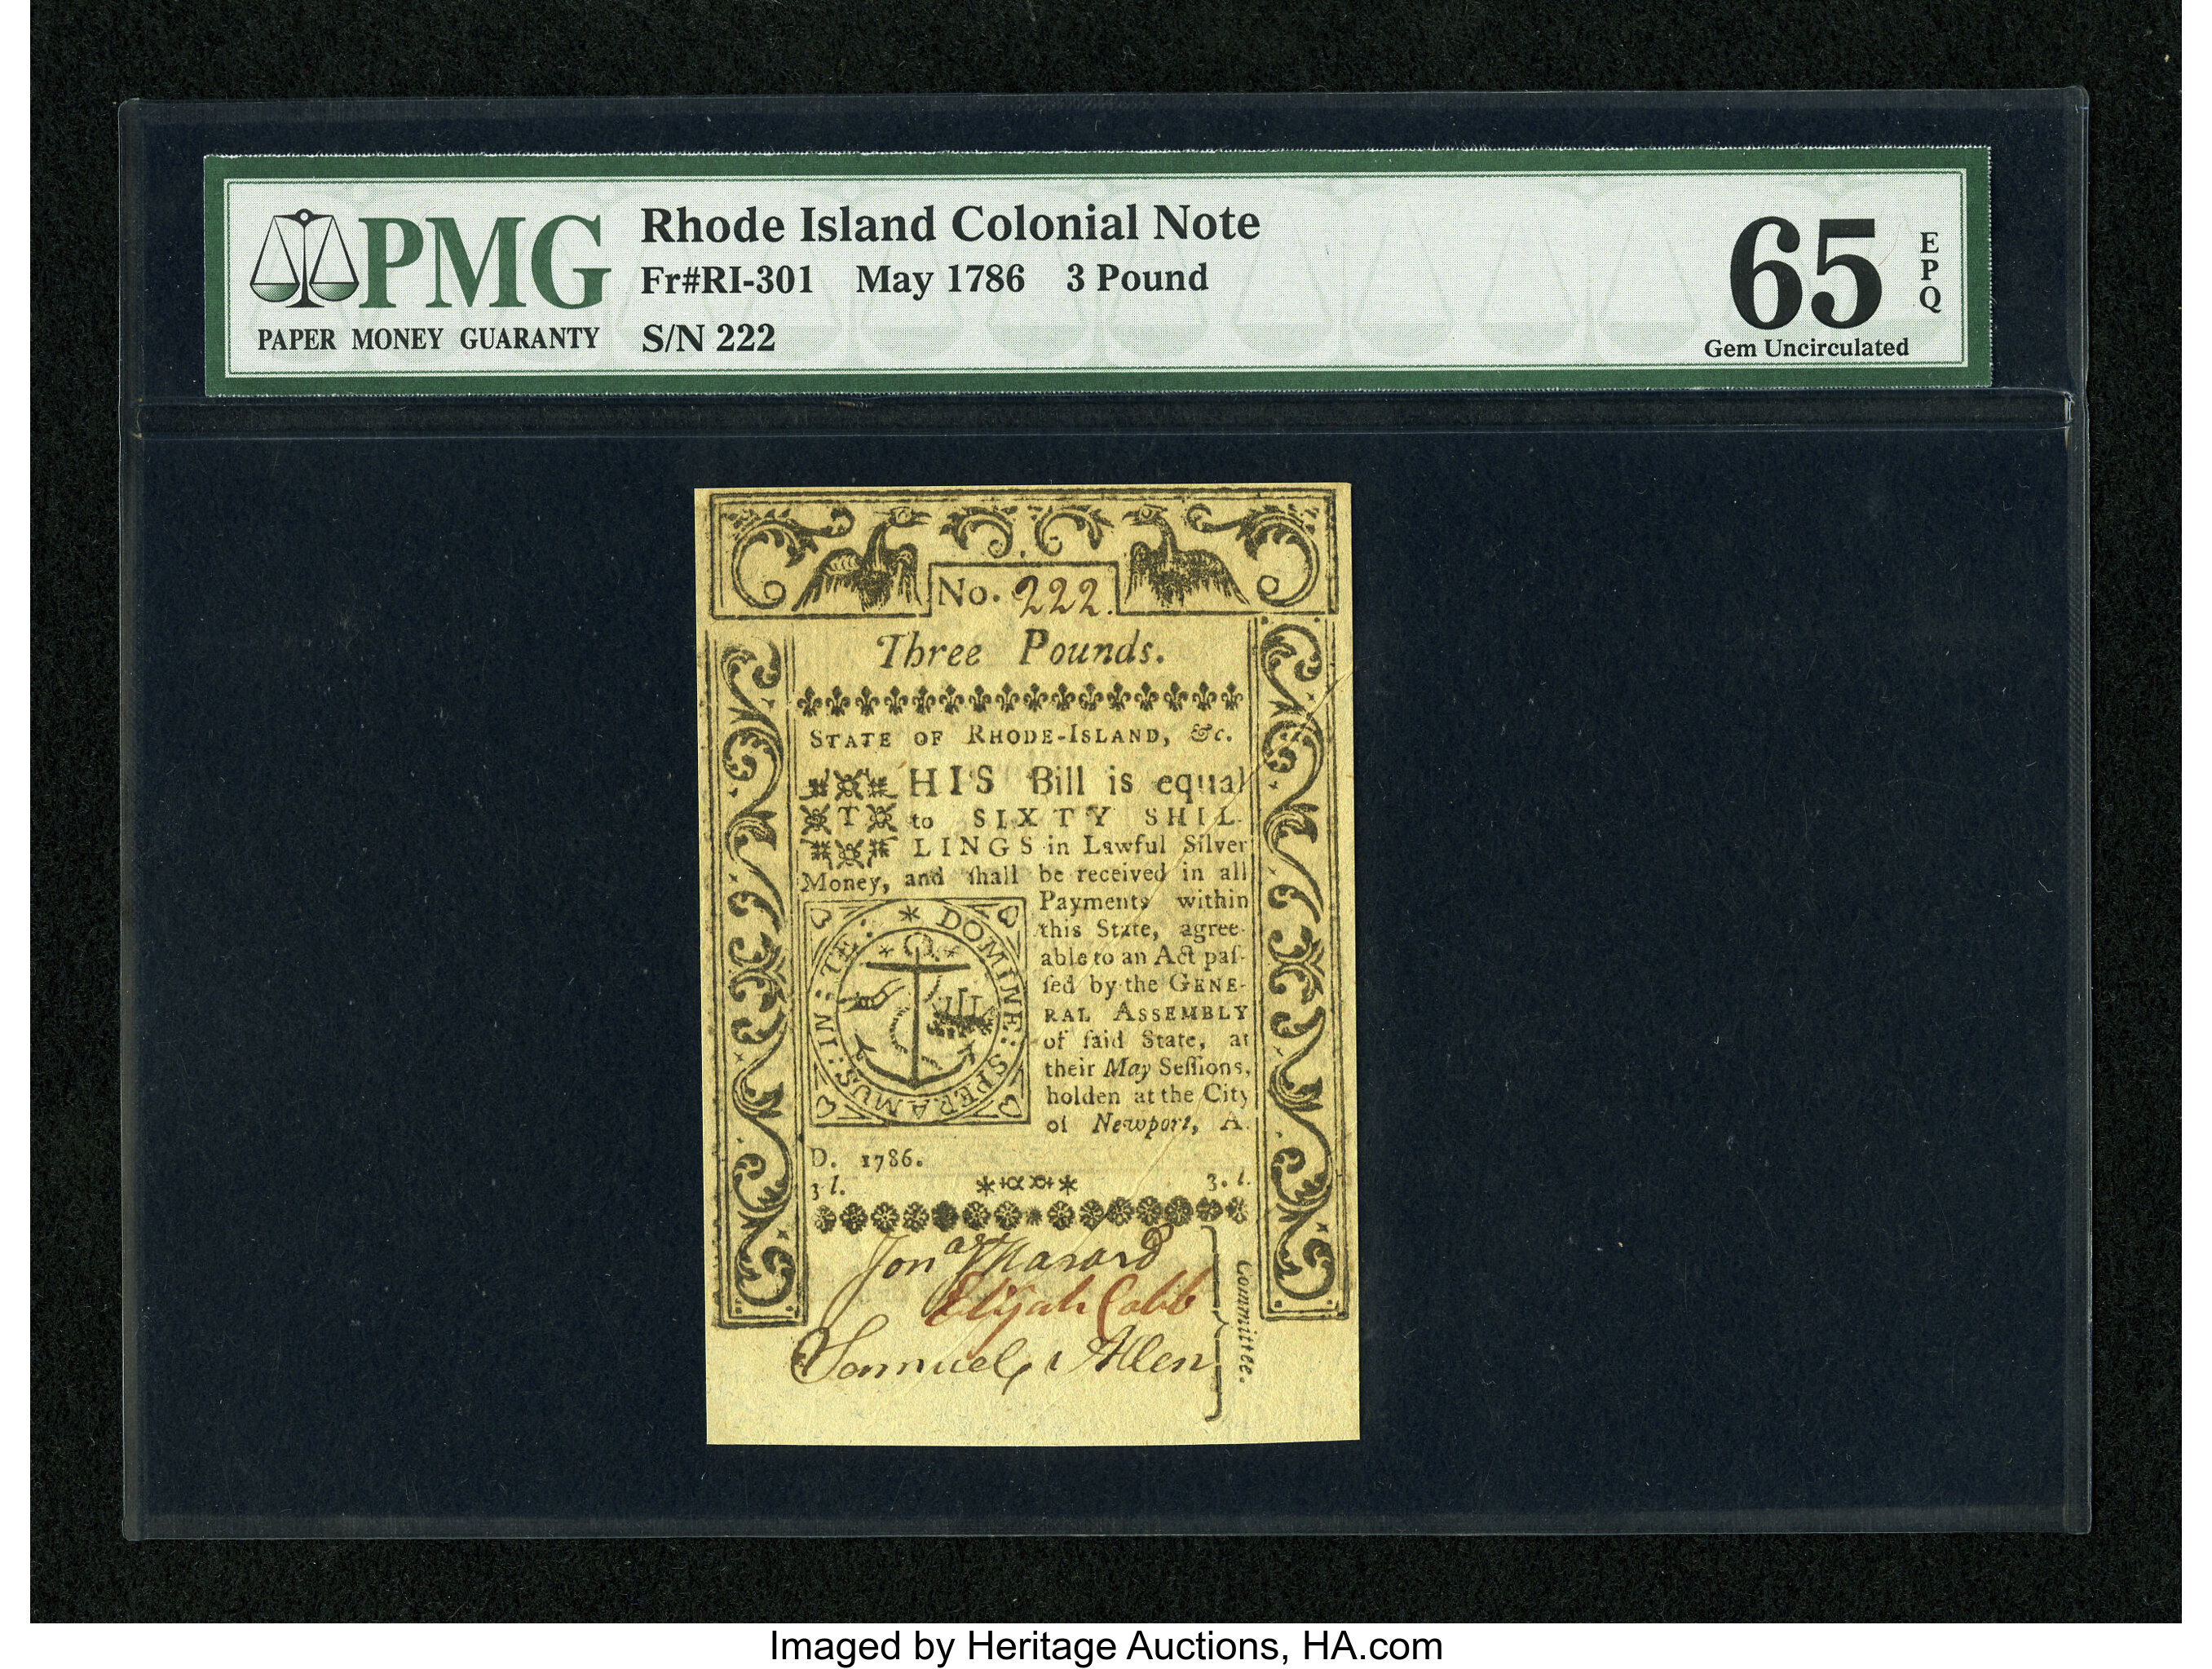 PMG
PAPER MONEY GUARANTY
Rhode Island Colonial Note
Fr#RI-301 May 1786 3 Pound
S/N 222
65
EPQ
Gem Uncirculated
No. 222.
Three Pounds.
STATE OF RHODE-ISLAND, &c.
THIS Bill is equal
to SIXTY SHIL-
LINGS in Lawful Silver
Money, and ſhall be received in all
Payments within
this State, agree-
able to an Act paſ-
ſed by the GENE-
RAL ASSEMBLY
of ſaid State, at
their May Seſſions,
holden at the City
of Newport, A.
D. 1786.
IN: TE: * DOMINE: SPERAMUS:
3 l. 3. l.
Jonᵃ Hasard
Elijah Cobb
Samuel Allen
Committee.
Imaged by Heritage Auctions, HA.com